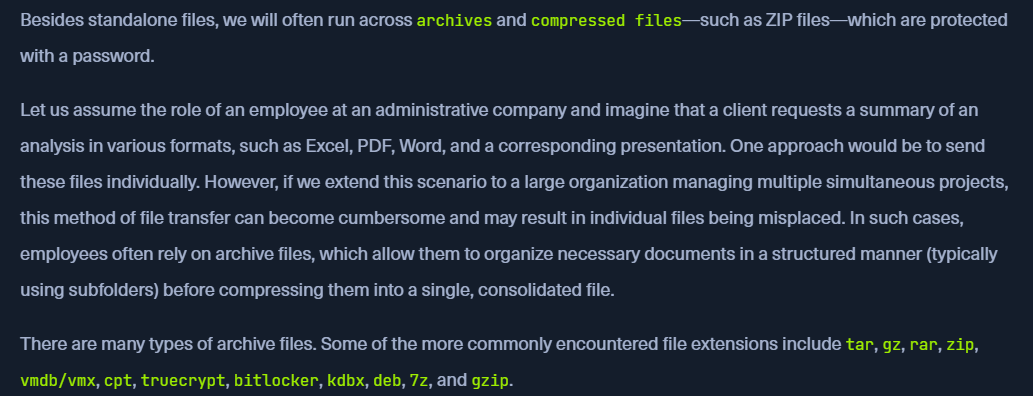 Besides standalone files, we will often run across archives and compressed files—such as ZIP files—which are protected
with a password.
Let us assume the role of an employee at an administrative company and imagine that a client requests a summary of an
analysis in various formats, such as Excel, PDF, Word, and a corresponding presentation. One approach would be to send
these files individually. However, if we extend this scenario to a large organization managing multiple simultaneous projects,
this method of file transfer can become cumbersome and may result in individual files being misplaced. In such cases,
employees often rely on archive files, which allow them to organize necessary documents in a structured manner (typically
using subfolders) before compressing them into a single, consolidated file.
There are many types of archive files. Some of the more commonly encountered file extensions include tar, gz, rar, zip,
vmdb/vmx, cpt, truecrypt, bitlocker, kdbx, deb, 7z, and gzip.